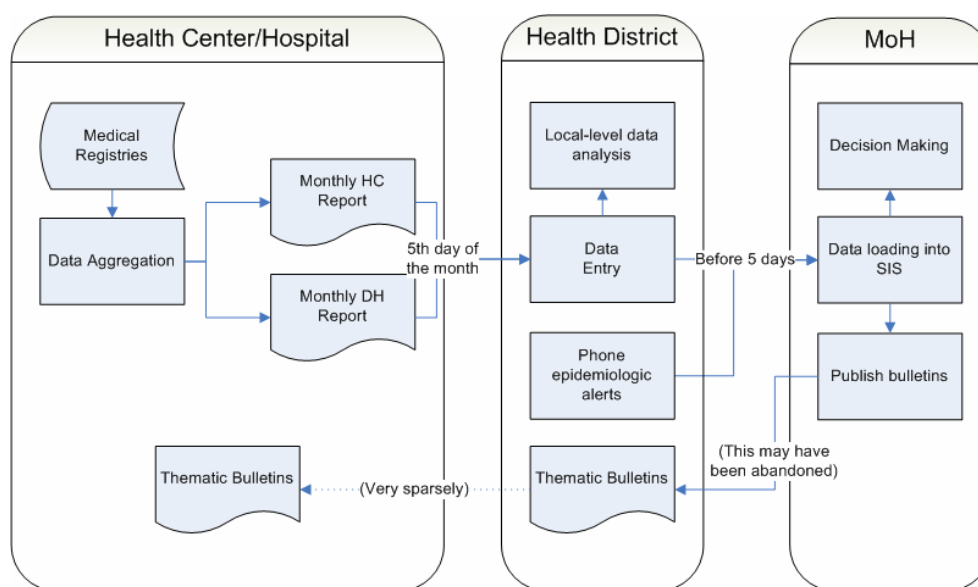 Health Center/Hospital
Health District
MoH
Medical
Registries
Data Aggregation
Monthly HC
Report
Monthly DH
Report
5th day of
the month
Local-level data
analysis
Data
Entry
Phone
epidemiologic
alerts
Before 5 days
Decision Making
Data loading into
SIS
Publish bulletins
(This may have
been abandoned)
Thematic Bulletins
(Very sparsely)
Thematic Bulletins